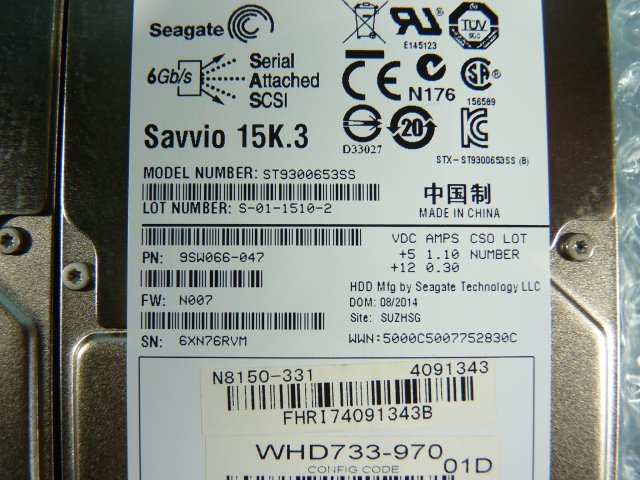 Seagate
E145123
TÜV
6Gb/s
Serial
Attached
SCSI
CE
N176
156589
Savvio 15K.3
D33027
20
STX-ST9300653SS (B)
MODEL NUMBER: ST9300653SS
中国制
LOT NUMBER: S-01-1510-2
MADE IN CHINA
VDC AMPS CSO LOT
+5 1.10 NUMBER
+12 0.30
PN: 9SW066-047
HDD Mfg by Seagate Technology LLC
FW: N007
DOM: 08/2014
Site: SUZHSG
SN: 6XN76RVM
WWN:5000C5007752830C
N8150-331 4091343
FHRI74091343B
WHD733-970 01D
CONFIG CODE